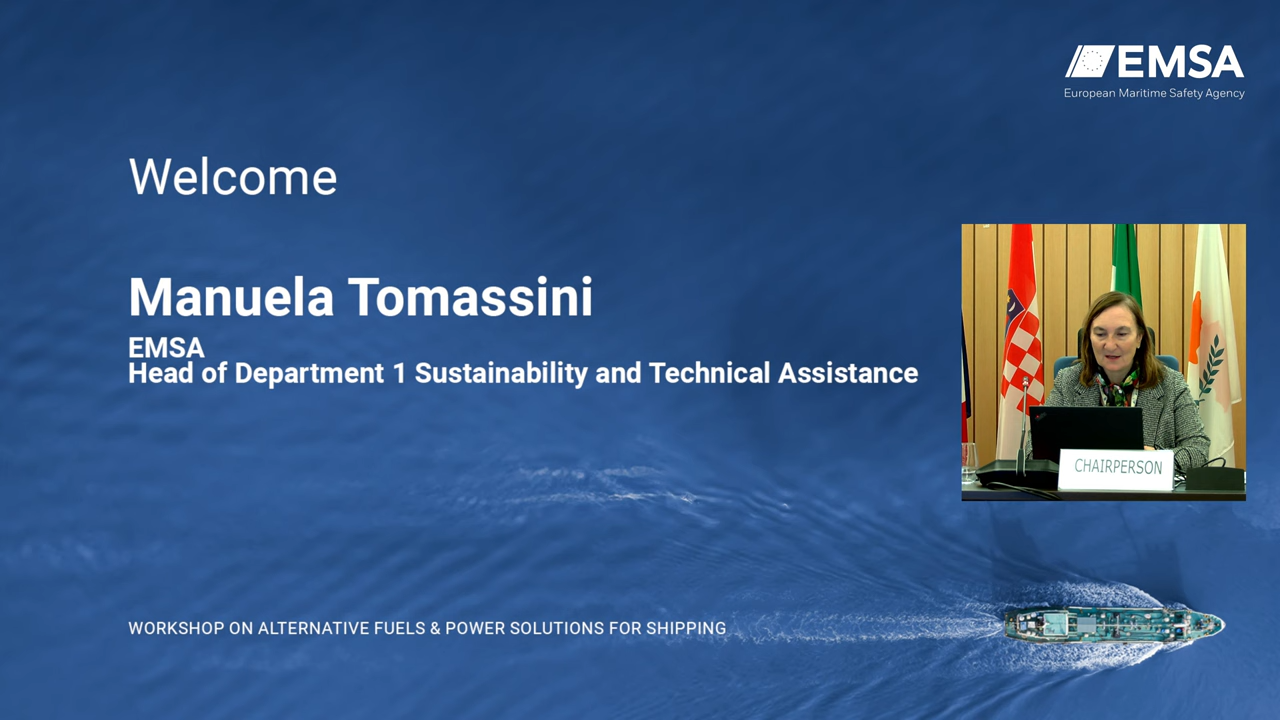 EMSA
European Maritime Safety Agency
Welcome
Manuela Tomassini
EMSA
Head of Department 1 Sustainability and Technical Assistance
CHAIRPERSON
WORKSHOP ON ALTERNATIVE FUELS & POWER SOLUTIONS FOR SHIPPING